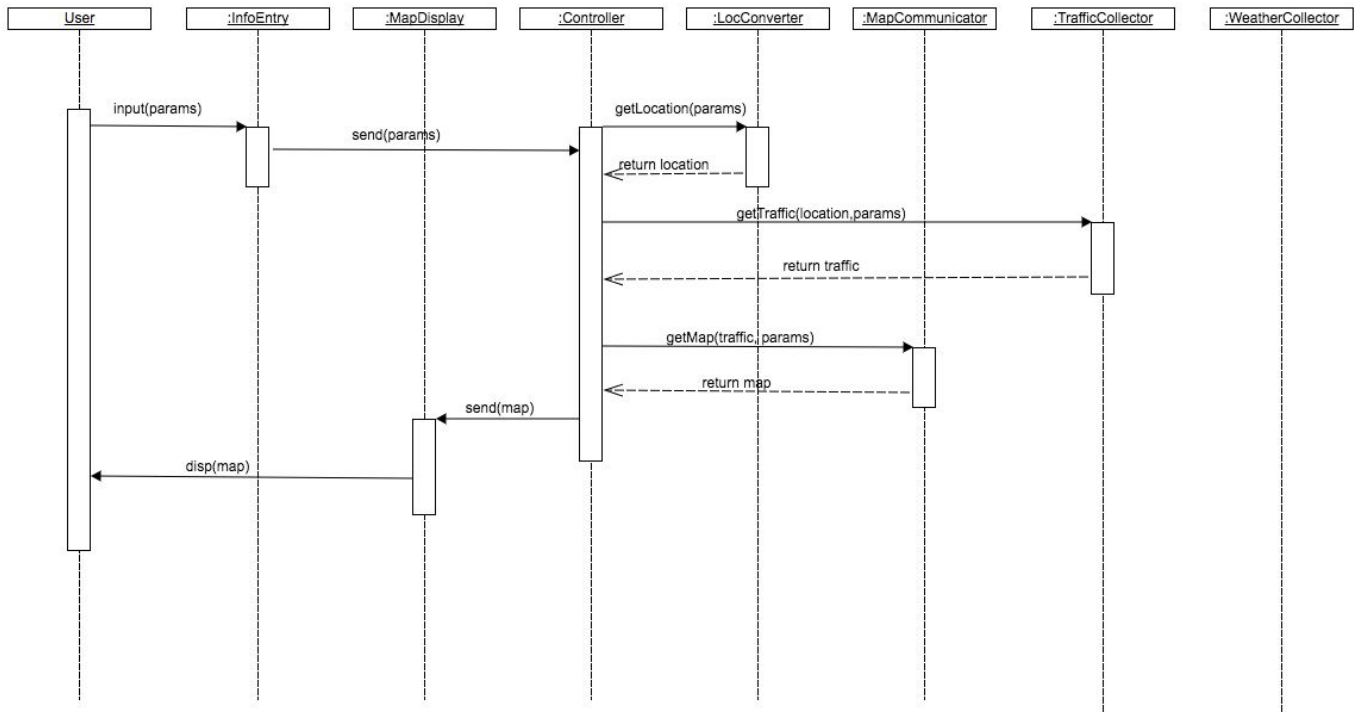 User
:InfoEntry
:MapDisplay
:Controller
:LocConverter
:MapCommunicator
:TrafficCollector
:WeatherCollector
input(params)
getLocation(params)
send(params)
return location
getTraffic(location,params)
return traffic
getMap(traffic, params)
return map
send(map)
disp(map)